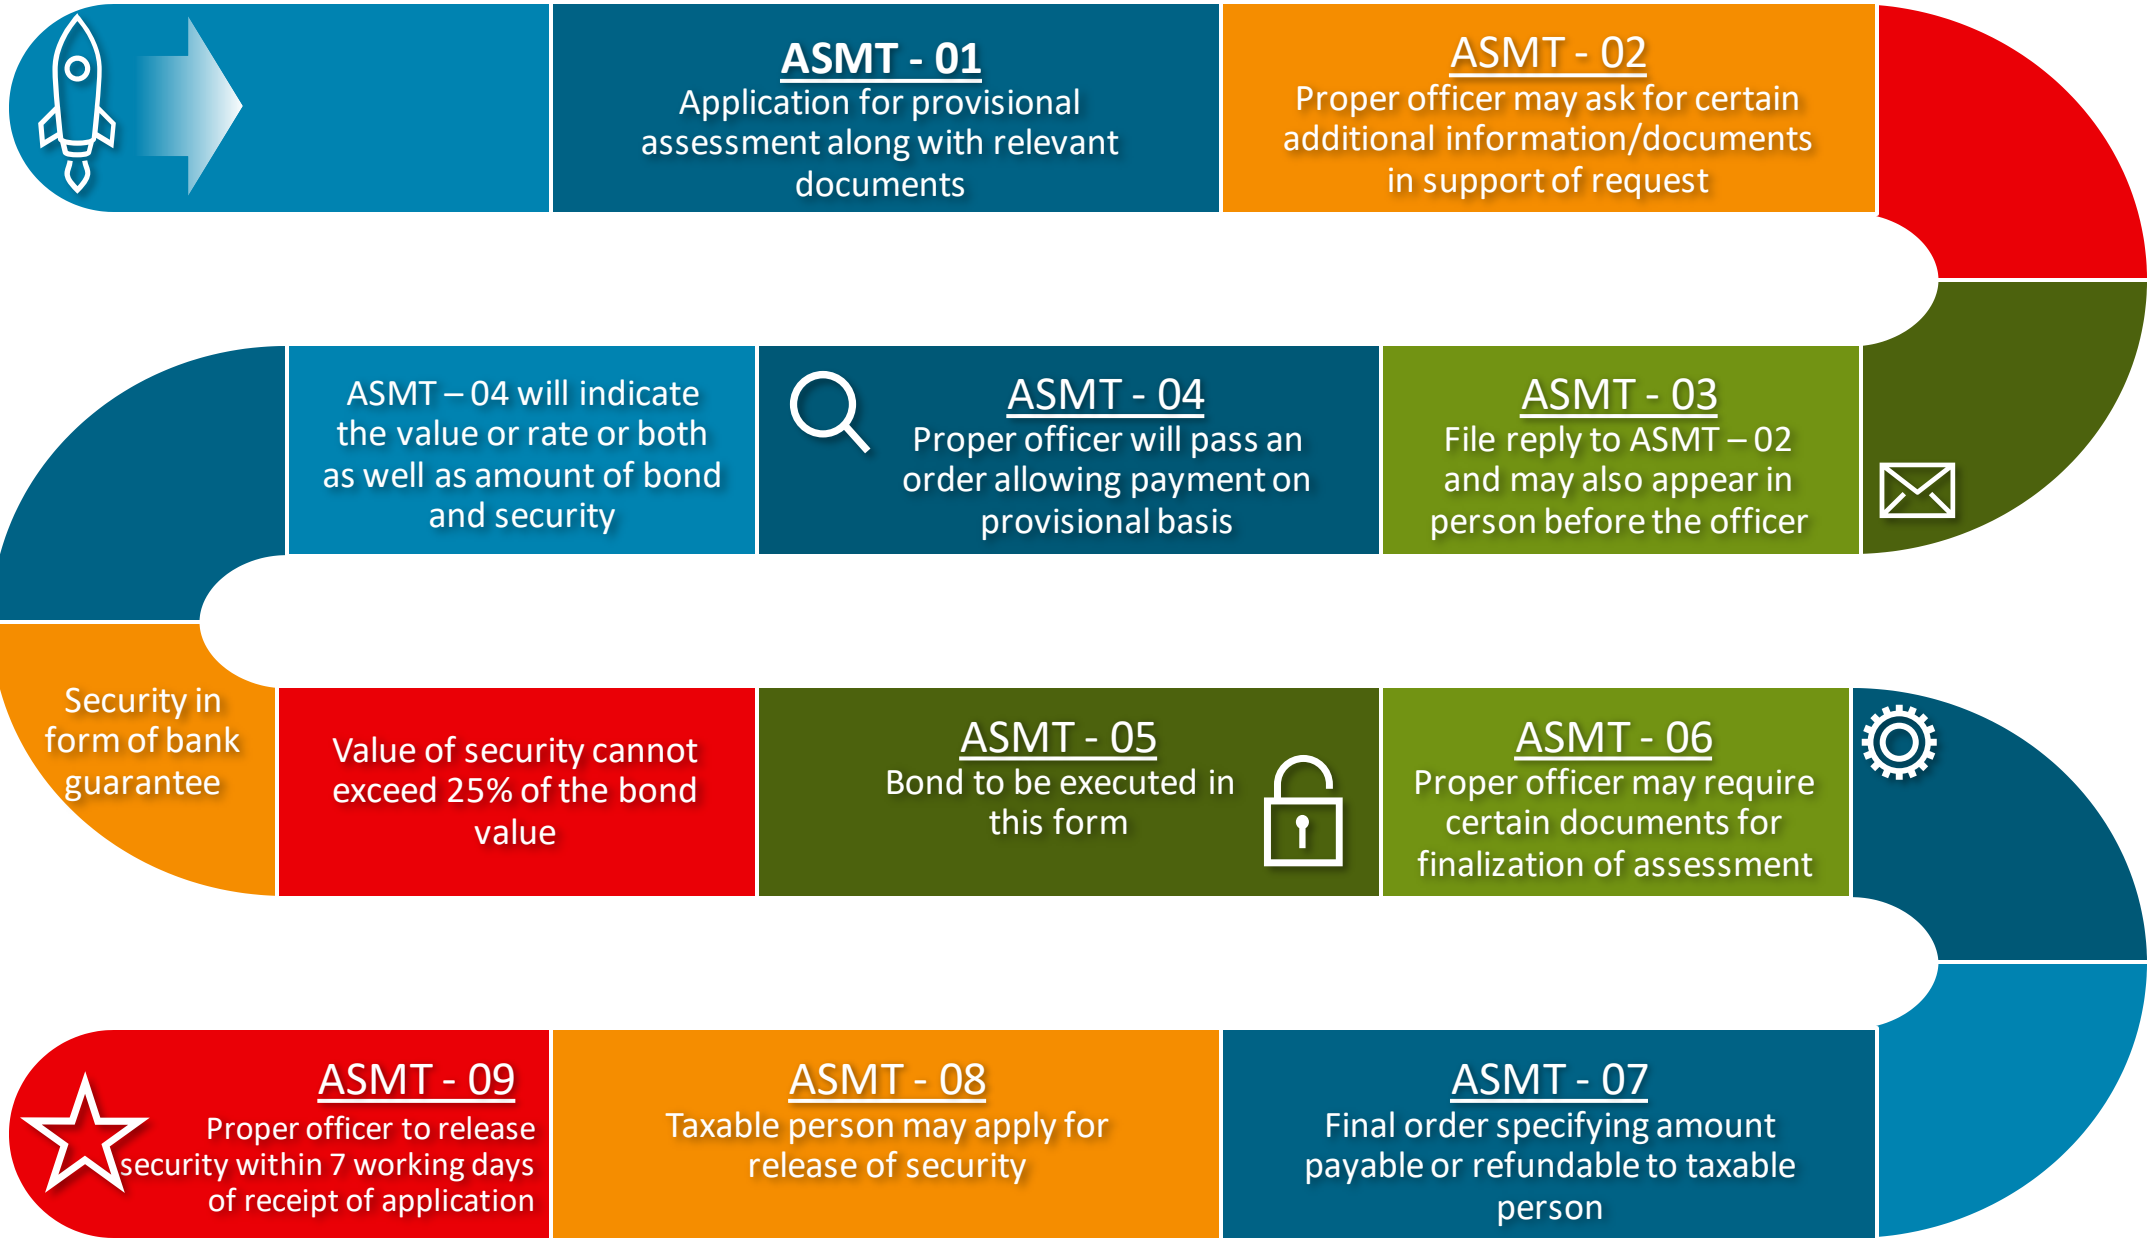 ASMT - 01
Application for provisional
assessment along with relevant
documents
ASMT - 02
Proper officer may ask for certain
additional information/documents
in support of request
ASMT - 03
File reply to ASMT – 02
and may also appear in
person before the officer
ASMT - 04
Proper officer will pass an
order allowing payment on
provisional basis
ASMT – 04 will indicate
the value or rate or both
as well as amount of bond
and security
Security in
form of bank
guarantee
Value of security cannot
exceed 25% of the bond
value
ASMT - 05
Bond to be executed in
this form
ASMT - 06
Proper officer may require
certain documents for
finalization of assessment
ASMT - 07
Final order specifying amount
payable or refundable to taxable
person
ASMT - 08
Taxable person may apply for
release of security
ASMT - 09
Proper officer to release
security within 7 working days
of receipt of application